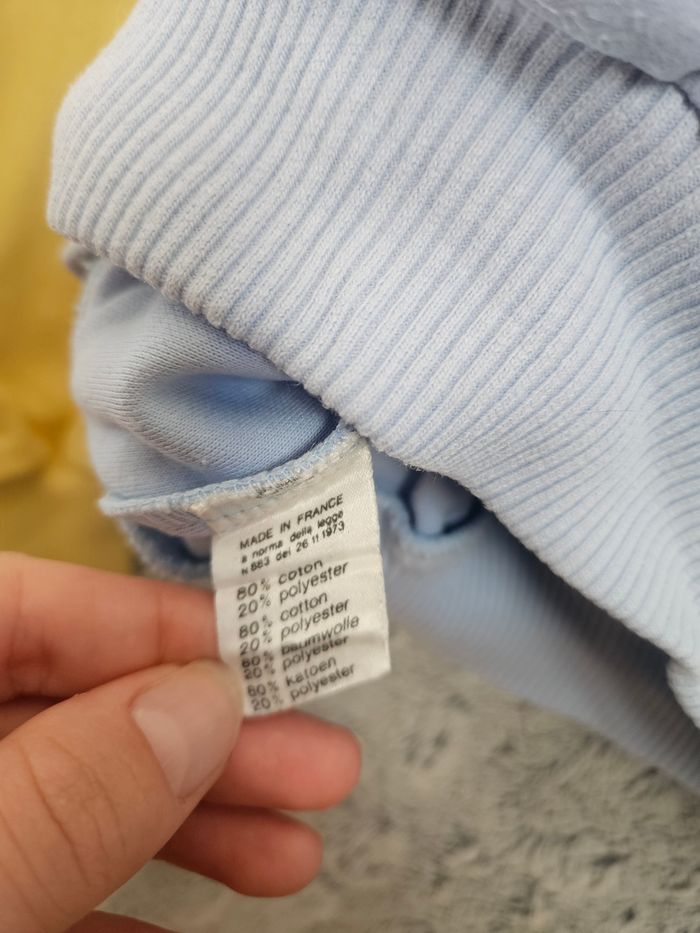 MADE IN FRANCE
a norma della legge
N 883 del 26 11 1973
80% coton
20% polyester
80% cotton
20% polyester
80% baumwolle
20% polyester
80% katoen
20% polyester